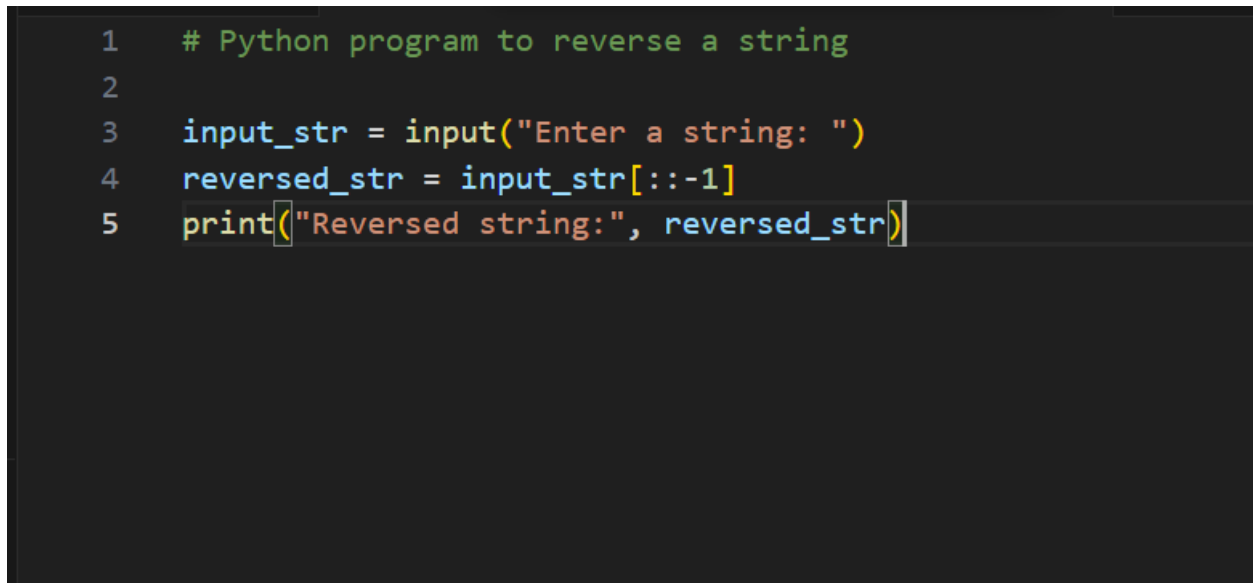 1 # Python program to reverse a string
2
3 input_str = input("Enter a string: ")
4 reversed_str = input_str[::-1]
5 print("Reversed string:", reversed_str)